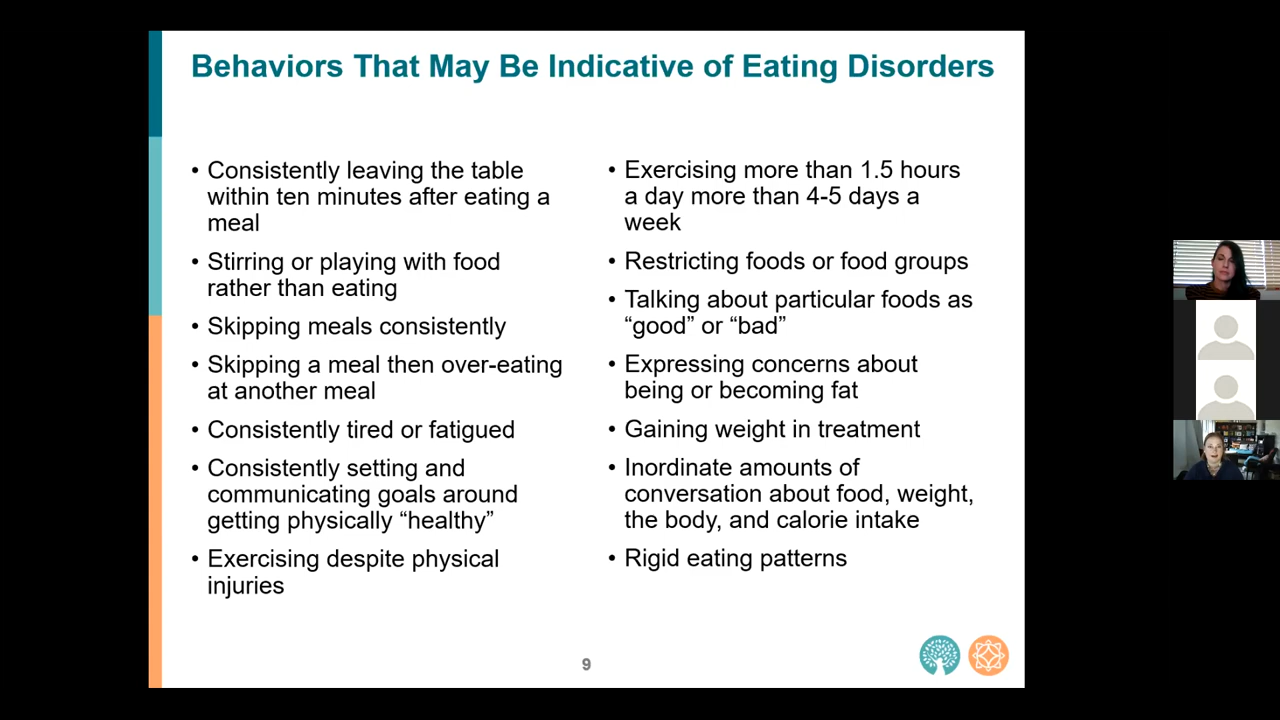 Behaviors That May Be Indicative of Eating Disorders
• Consistently leaving the table
within ten minutes after eating a
meal
• Stirring or playing with food
rather than eating
• Skipping meals consistently
• Skipping a meal then over-eating
at another meal
• Consistently tired or fatigued
• Consistently setting and
communicating goals around
getting physically “healthy”
• Exercising despite physical
injuries
• Exercising more than 1.5 hours
a day more than 4-5 days a
week
• Restricting foods or food groups
• Talking about particular foods as
“good” or “bad”
• Expressing concerns about
being or becoming fat
• Gaining weight in treatment
• Inordinate amounts of
conversation about food, weight,
the body, and calorie intake
• Rigid eating patterns
9